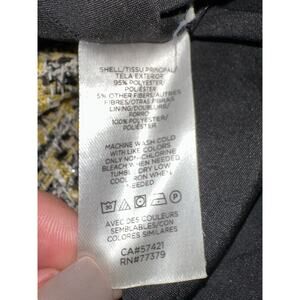 SHELL/TISSU PRINCIPAL/
TELA EXTERIOR
95% POLYESTER/
POLIESTER
5% OTHER FIBERS/AUTRES
FIBRES/OTRAS FIBRAS
LINING/DOUBLURE/
FORRO
100% POLYESTER/
POLIESTER
MACHINE WASH COLD
WITH LIKE COLORS
ONLY NON-CHLORINE
BLEACH WHEN NEEDED
TUMBLE DRY LOW
COOL IRON WHEN
NEEDED
30
AVEC DES COULEURS
SEMBLABLES/CON
COLORES SIMILARES
CA#57421
RN#77379